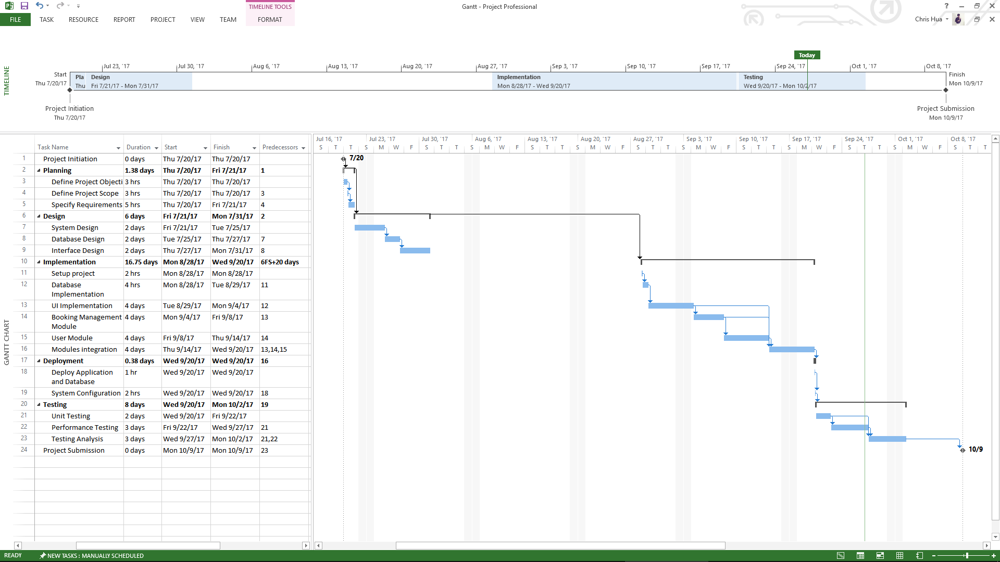 TIMELINE TOOLS
Gantt - Project Professional
?
FILE TASK RESOURCE REPORT PROJECT VIEW TEAM FORMAT
Chris Hua
TIMELINE
Today
Jul 23, '17 Jul 30, '17 Aug 6, '17 Aug 13, '17 Aug 20, '17 Aug 27, '17 Sep 3, '17 Sep 10, '17 Sep 17, '17 Sep 24, '17 Oct 1, '17 Oct 8, '17
Start
Thu 7/20/17
Pla
Thu
Design
Fri 7/21/17 - Mon 7/31/17
Implementation
Mon 8/28/17 - Wed 9/20/17
Testing
Wed 9/20/17 - Mon 10/2/17
Finish
Mon 10/9/17
Project Initiation
Thu 7/20/17
Project Submission
Mon 10/9/17
GANTT CHART
Task Name Duration Start Finish Predecessors
1 Project Initiation 0 days Thu 7/20/17 Thu 7/20/17
2 Planning 1.38 days Thu 7/20/17 Fri 7/21/17 1
3 Define Project Objecti 3 hrs Thu 7/20/17 Thu 7/20/17
4 Define Project Scope 3 hrs Thu 7/20/17 Thu 7/20/17 3
5 Specify Requirements 5 hrs Thu 7/20/17 Fri 7/21/17 4
6 Design 6 days Fri 7/21/17 Mon 7/31/17 2
7 System Design 2 days Fri 7/21/17 Tue 7/25/17
8 Database Design 2 days Tue 7/25/17 Thu 7/27/17 7
9 Interface Design 2 days Thu 7/27/17 Mon 7/31/17 8
10 Implementation 16.75 days Mon 8/28/17 Wed 9/20/17 6FS+20 days
11 Setup project 2 hrs Mon 8/28/17 Mon 8/28/17
12 Database 4 hrs Mon 8/28/17 Tue 8/29/17 11
Implementation
13 UI Implementation 4 days Tue 8/29/17 Mon 9/4/17 12
14 Booking Management 4 days Mon 9/4/17 Fri 9/8/17 13
Module
15 User Module 4 days Fri 9/8/17 Thu 9/14/17 14
16 Modules integration 4 days Thu 9/14/17 Wed 9/20/17 13,14,15
17 Deployment 0.38 days Wed 9/20/17 Wed 9/20/17 16
18 Deploy Application 1 hr Wed 9/20/17 Wed 9/20/17
and Database
19 System Configuration 2 hrs Wed 9/20/17 Wed 9/20/17 18
20 Testing 8 days Wed 9/20/17 Mon 10/2/17 19
21 Unit Testing 2 days Wed 9/20/17 Fri 9/22/17
22 Performance Testing 3 days Fri 9/22/17 Wed 9/27/17 21
23 Testing Analysis 3 days Wed 9/27/17 Mon 10/2/17 21,22
24 Project Submission 0 days Mon 10/9/17 Mon 10/9/17 23
Jul 16, '17 Jul 23, '17 Jul 30, '17 Aug 6, '17 Aug 13, '17 Aug 20, '17 Aug 27, '17 Sep 3, '17 Sep 10, '17 Sep 17, '17 Sep 24, '17 Oct 1, '17 Oct 8, '17
S T T S M W F S T T S M W F S T T S M W F S T T S M W F S T T S M W F S T T S M W F S T T
7/20
10/9
READY NEW TASKS : MANUALLY SCHEDULED